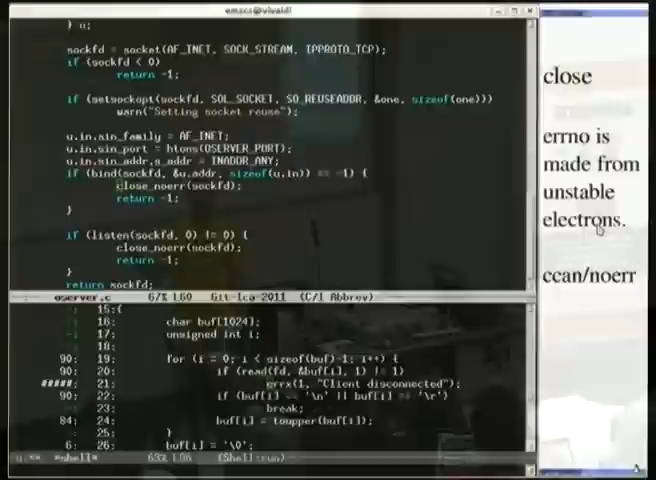 emacs@vivaldi
} u;
sockfd = socket(AF_INET, SOCK_STREAM, IPPROTO_TCP);
if (sockfd < 0)
return -1;
if (setsockopt(sockfd, SOL_SOCKET, SO_REUSEADDR, &one, sizeof(one)))
warn("Setting socket reuse");
u.in.sin_family = AF_INET;
u.in.sin_port = htons(OSERVER_PORT);
u.in.sin_addr.s_addr = INADDR_ANY;
if (bind(sockfd, &u.addr, sizeof(u.in)) == -1) {
close_noerr(sockfd);
return -1;
}
if (listen(sockfd, 0) != 0) {
close_noerr(sockfd);
return -1;
}
return sockfd;
oserver.c 67% L60 Git-lca-2011 (C/l Abbrev)
-: 15:{
-: 16: char buf[1024];
-: 17: unsigned int i;
-: 18:
90: 19: for (i = 0; i < sizeof(buf)-1; i++) {
90: 20: if (read(fd, &buf[i], 1) != 1)
#####: 21: errx(1, "Client disconnected");
90: 22: if (buf[i] == '\n' || buf[i] == '\r')
-: 23: break;
84: 24: buf[i] = toupper(buf[i]);
-: 25: }
6: 26: buf[i] = '\0';
*shell* 63% (Shell:run)
close
errno is
made from
unstable
electrons.
ccan/noerr